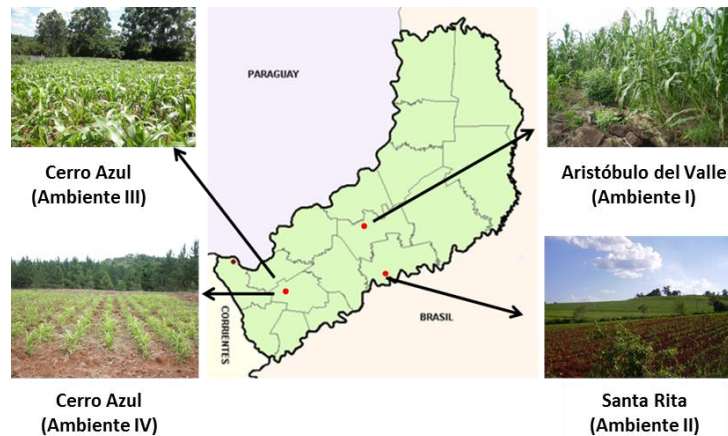 PARAGUAY
Cerro Azul
(Ambiente III)
Aristóbulo del Valle
(Ambiente I)
Cerro Azul
(Ambiente IV)
CORRIENTES
BRASIL
Santa Rita
(Ambiente II)